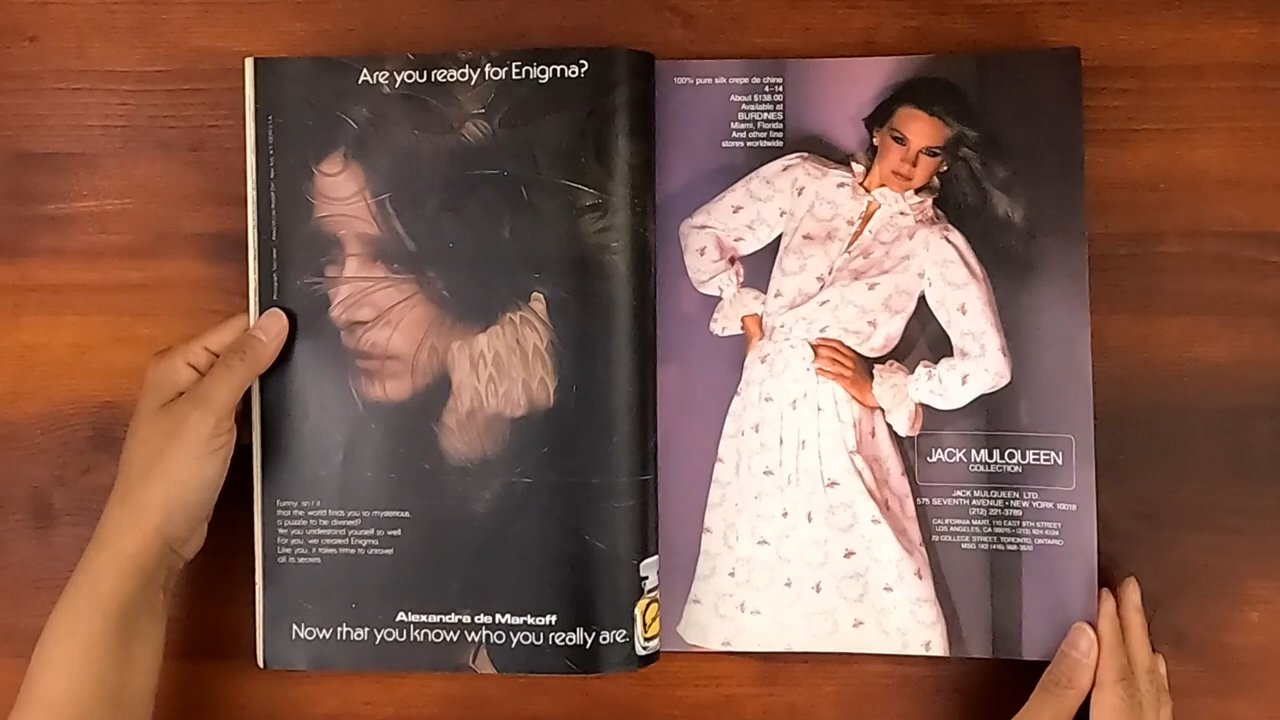 Are you ready for Enigma?
Funny, isn't it
that the world finds you so mysterious,
a puzzle to be divined?
Yet you understand yourself so well.
For you, we created Enigma.
Like you, it takes time to unravel
all its secrets.
Alexandra de Markoff
Now that you know who you really are.
100% pure silk crepe de chine
4-14
About $138.00
Available at
BURDINES
Miami, Florida
And other fine
stores worldwide
JACK MULQUEEN
COLLECTION
JACK MULQUEEN, LTD.
575 SEVENTH AVENUE • NEW YORK 10018
(212) 221-3789
CALIFORNIA MART, 110 EAST 9TH STREET
LOS ANGELES, CA 90015 • (213) 624-6124
72 COLLEGE STREET, TORONTO, ONTARIO